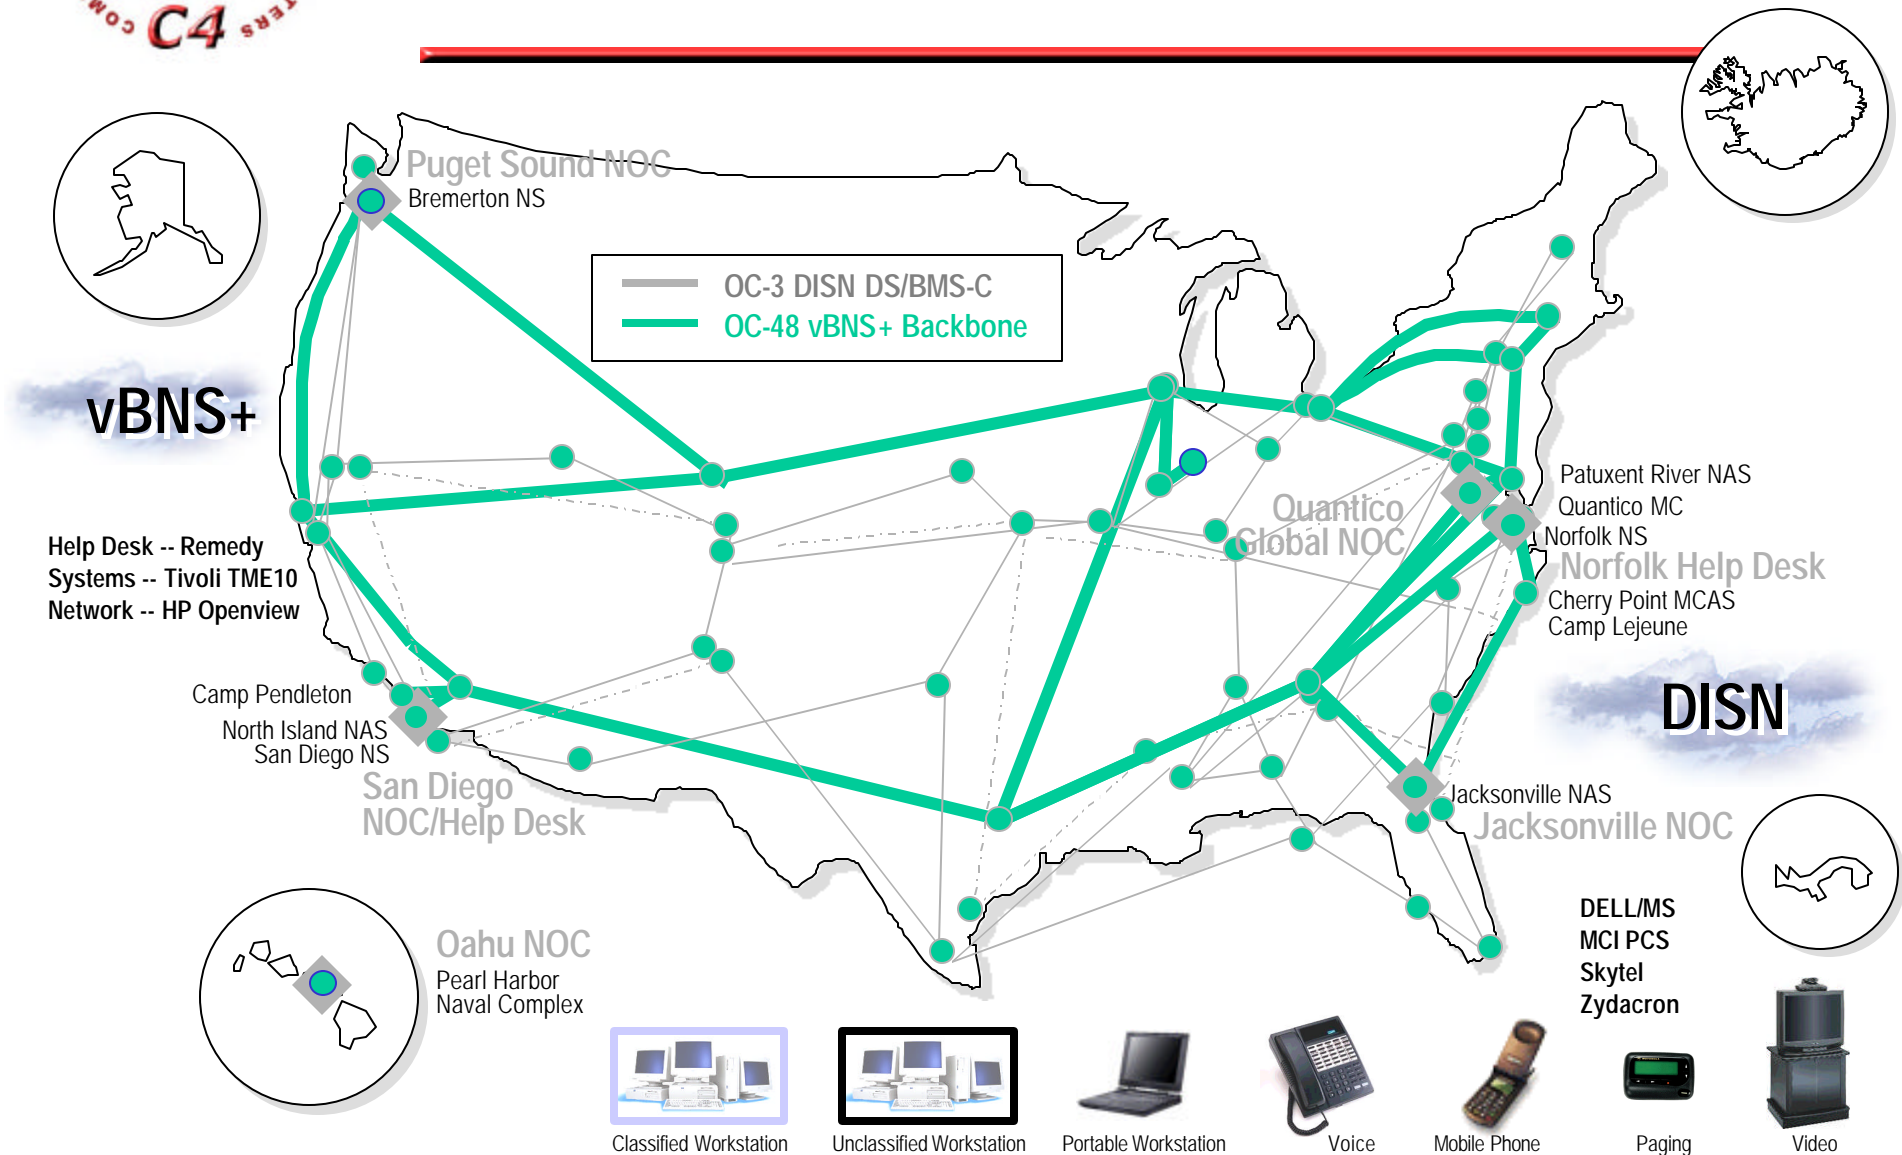 C4
Puget Sound NOC
Bremerton NS
OC-3 DISN DS/BMS-C
OC-48 vBNS+ Backbone
vBNS+
Help Desk -- Remedy
Systems -- Tivoli TME10
Network -- HP Openview
Quantico
Global NOC
Patuxent River NAS
Quantico MC
Norfolk NS
Norfolk Help Desk
Cherry Point MCAS
Camp Lejeune
DISN
Camp Pendleton
North Island NAS
San Diego NS
San Diego
NOC/Help Desk
Jacksonville NAS
Jacksonville NOC
Oahu NOC
Pearl Harbor
Naval Complex
DELL/MS
MCI PCS
Skytel
Zydacron
Classified Workstation
Unclassified Workstation
Portable Workstation
Voice
Mobile Phone
Paging
Video